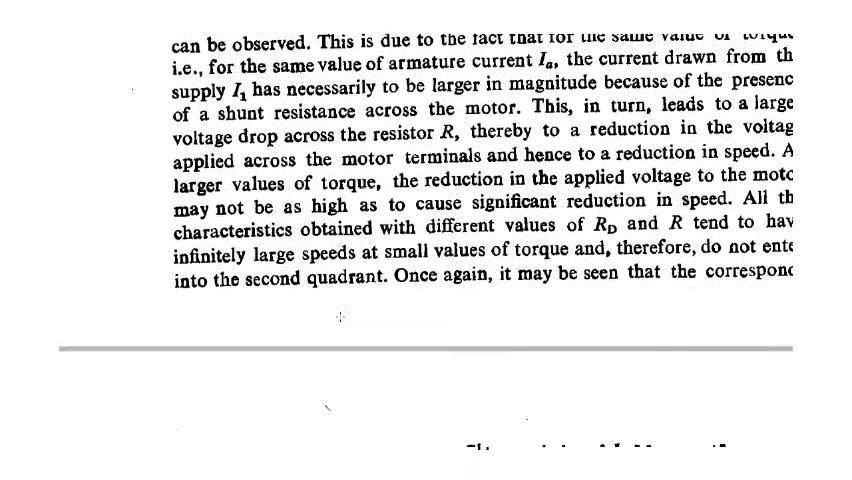 can be observed. This is due to the fact that for the same value of torqu
i.e., for the same value of armature current Iₐ, the current drawn from th
supply I₁ has necessarily to be larger in magnitude because of the presenc
of a shunt resistance across the motor. This, in turn, leads to a large
voltage drop across the resistor R, thereby to a reduction in the voltag
applied across the motor terminals and hence to a reduction in speed. A
larger values of torque, the reduction in the applied voltage to the moto
may not be as high as to cause significant reduction in speed. All th
characteristics obtained with different values of R_D and R tend to hav
infinitely large speeds at small values of torque and, therefore, do not ente
into the second quadrant. Once again, it may be seen that the correspond